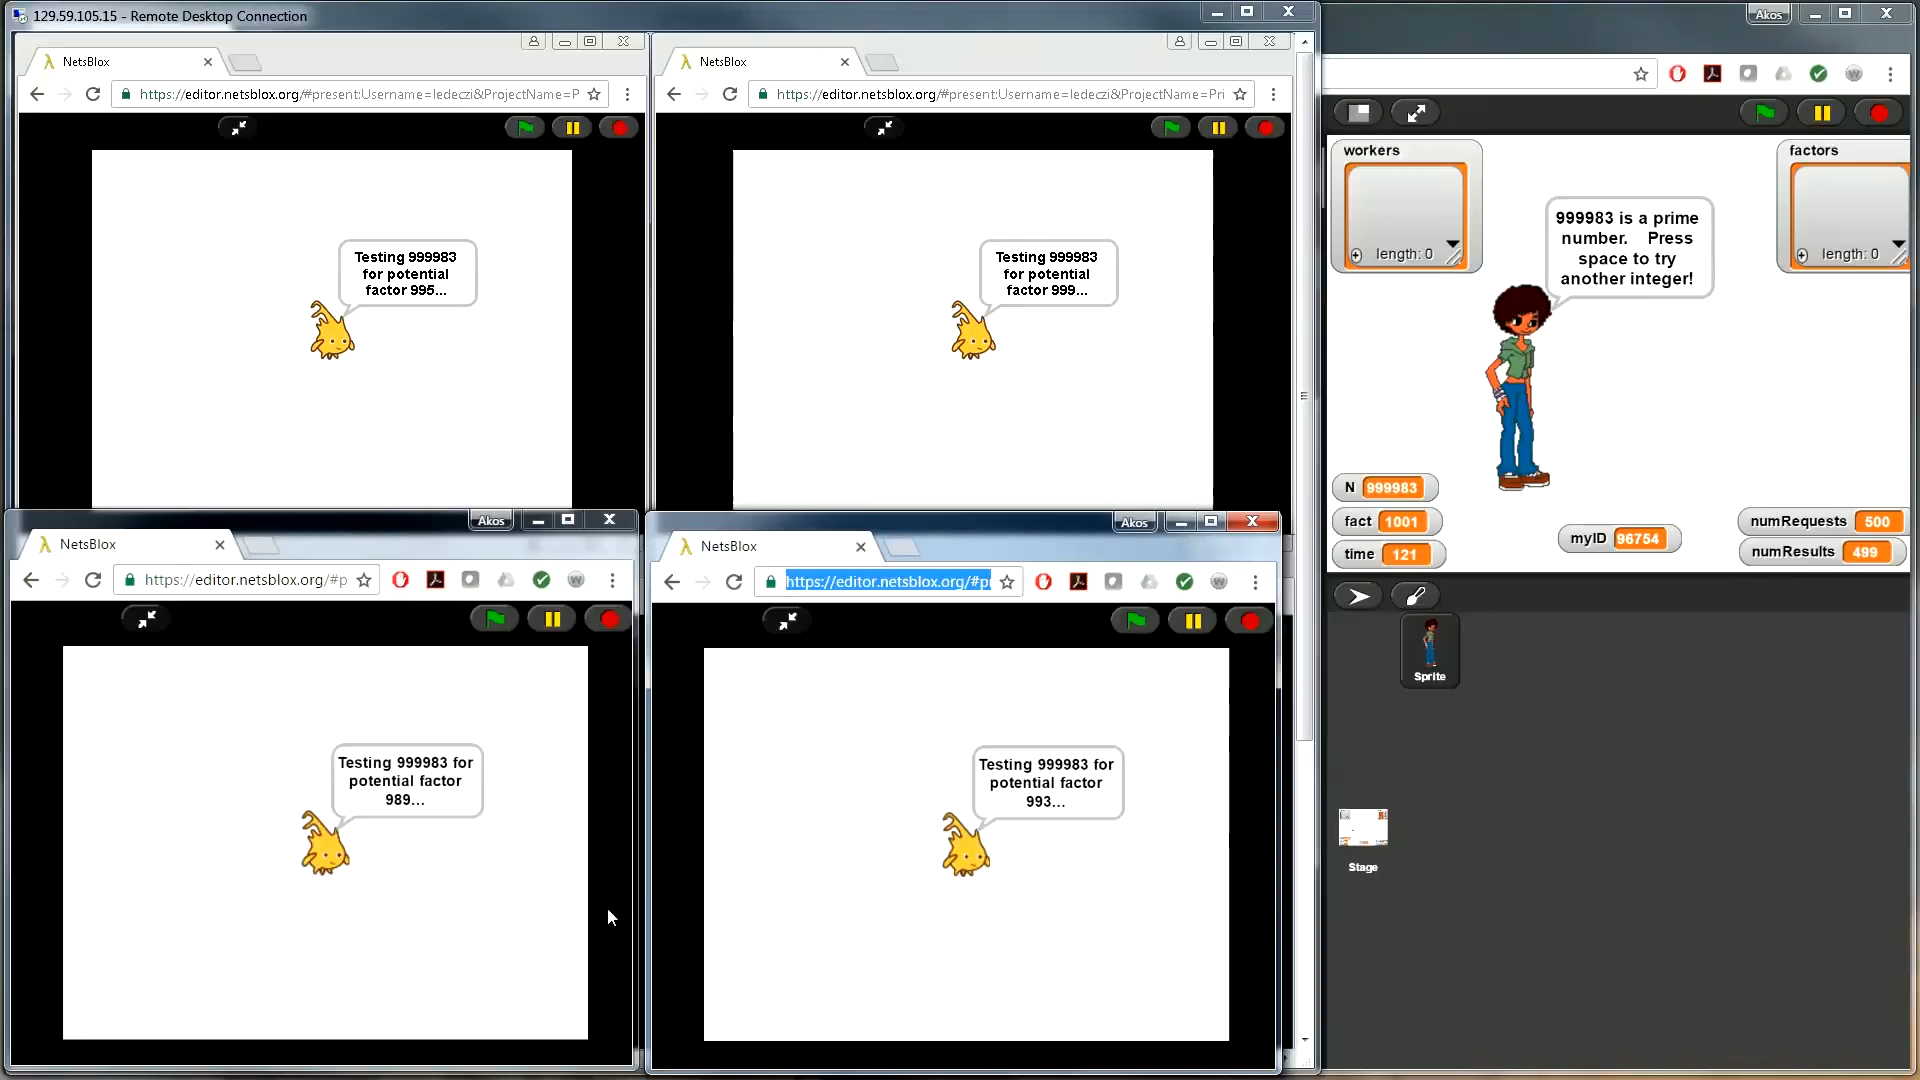 129.59.105.15 - Remote Desktop Connection
NetsBlox
https://editor.netsblox.org/#present:Username=ledeczi&ProjectName=P
Testing 999983
for potential
factor 995...
NetsBlox
https://editor.netsblox.org/#present:Username=ledeczi&ProjectName=Pri
Testing 999983
for potential
factor 999...
Akos
NetsBlox
https://editor.netsblox.org/#p
Testing 999983 for
potential factor
989...
Akos
NetsBlox
https://editor.netsblox.org/#p
Testing 999983 for
potential factor
993...
Akos
workers
length: 0
factors
length: 0
999983 is a prime
number. Press
space to try
another integer!
N 999983
fact 1001
time 121
myID 96754
numRequests 500
numResults 499
Sprite
Stage